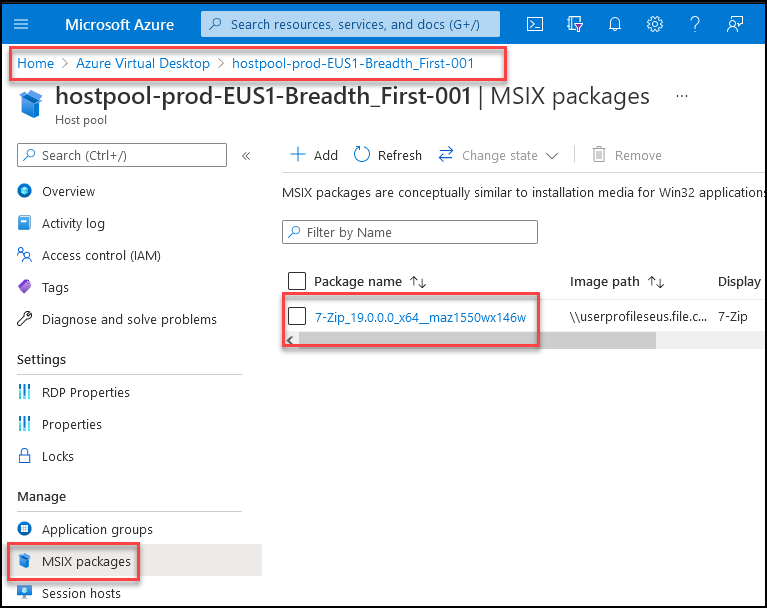 Microsoft Azure
Search resources, services, and docs (G+/)
Home > Azure Virtual Desktop > hostpool-prod-EUS1-Breadth_First-001
hostpool-prod-EUS1-Breadth_First-001 | MSIX packages ...
Host pool
Search (Ctrl+/) «
Add Refresh Change state Remove
Overview
Activity log
Access control (IAM)
Tags
Diagnose and solve problems
Settings
RDP Properties
Properties
Locks
Manage
Application groups
MSIX packages
Session hosts
MSIX packages are conceptually similar to installation media for Win32 applications
Filter by Name
Package name ↑↓ Image path ↑↓ Display
7-Zip_19.0.0.0_x64__maz1550wx146w \\userprofileseus.file.c... 7-Zip